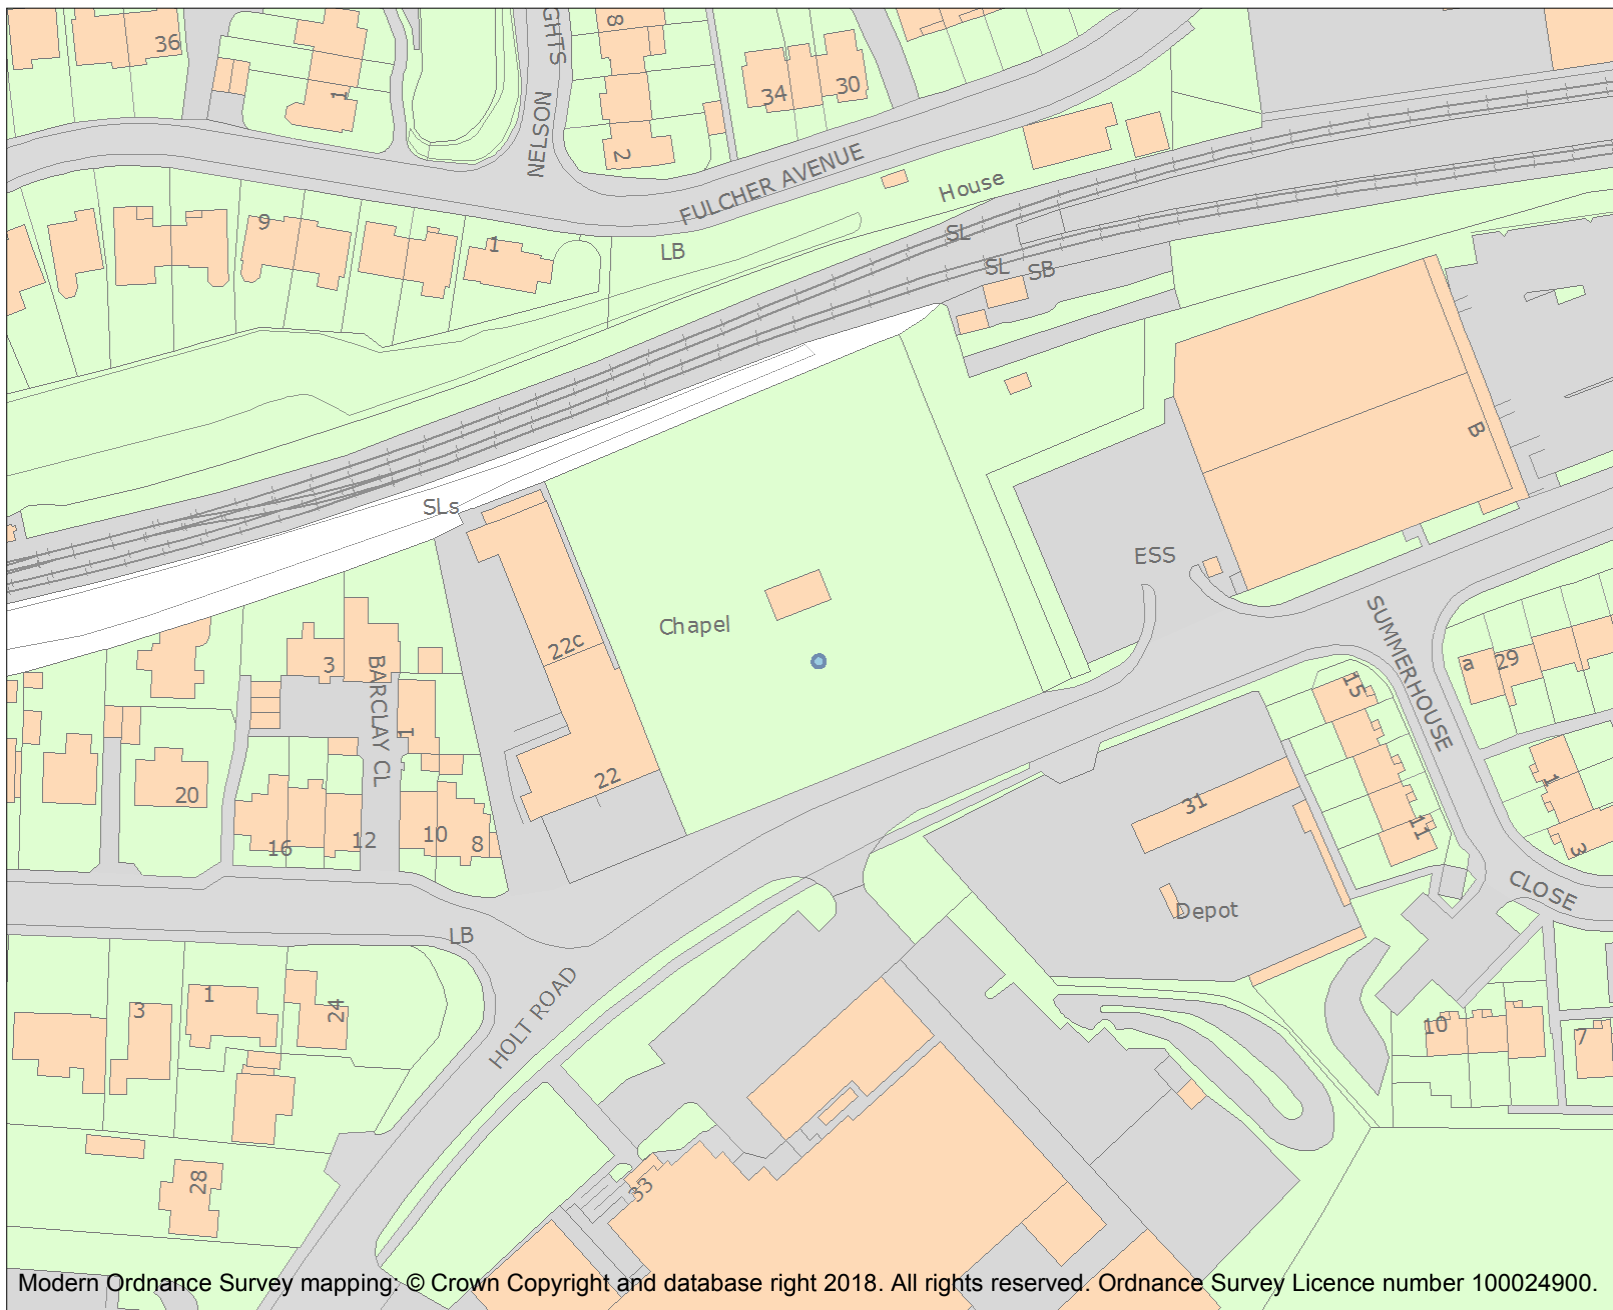 36
1
GHTS
NELSON
8
2
34
30
FULCHER AVENUE
House
9
1
LB
SL
SL
SB
B
SLs
ESS
Chapel
22c
22
3
BARCLAY CL
1
20
16
12
10
8
SUMMERHOUSE
CLOSE
15
11
a
29
1
3
31
Depot
LB
HOLT ROAD
3
1
24
28
33
10
7
Modern Ordnance Survey mapping: © Crown Copyright and database right 2018. All rights reserved. Ordnance Survey Licence number 100024900.